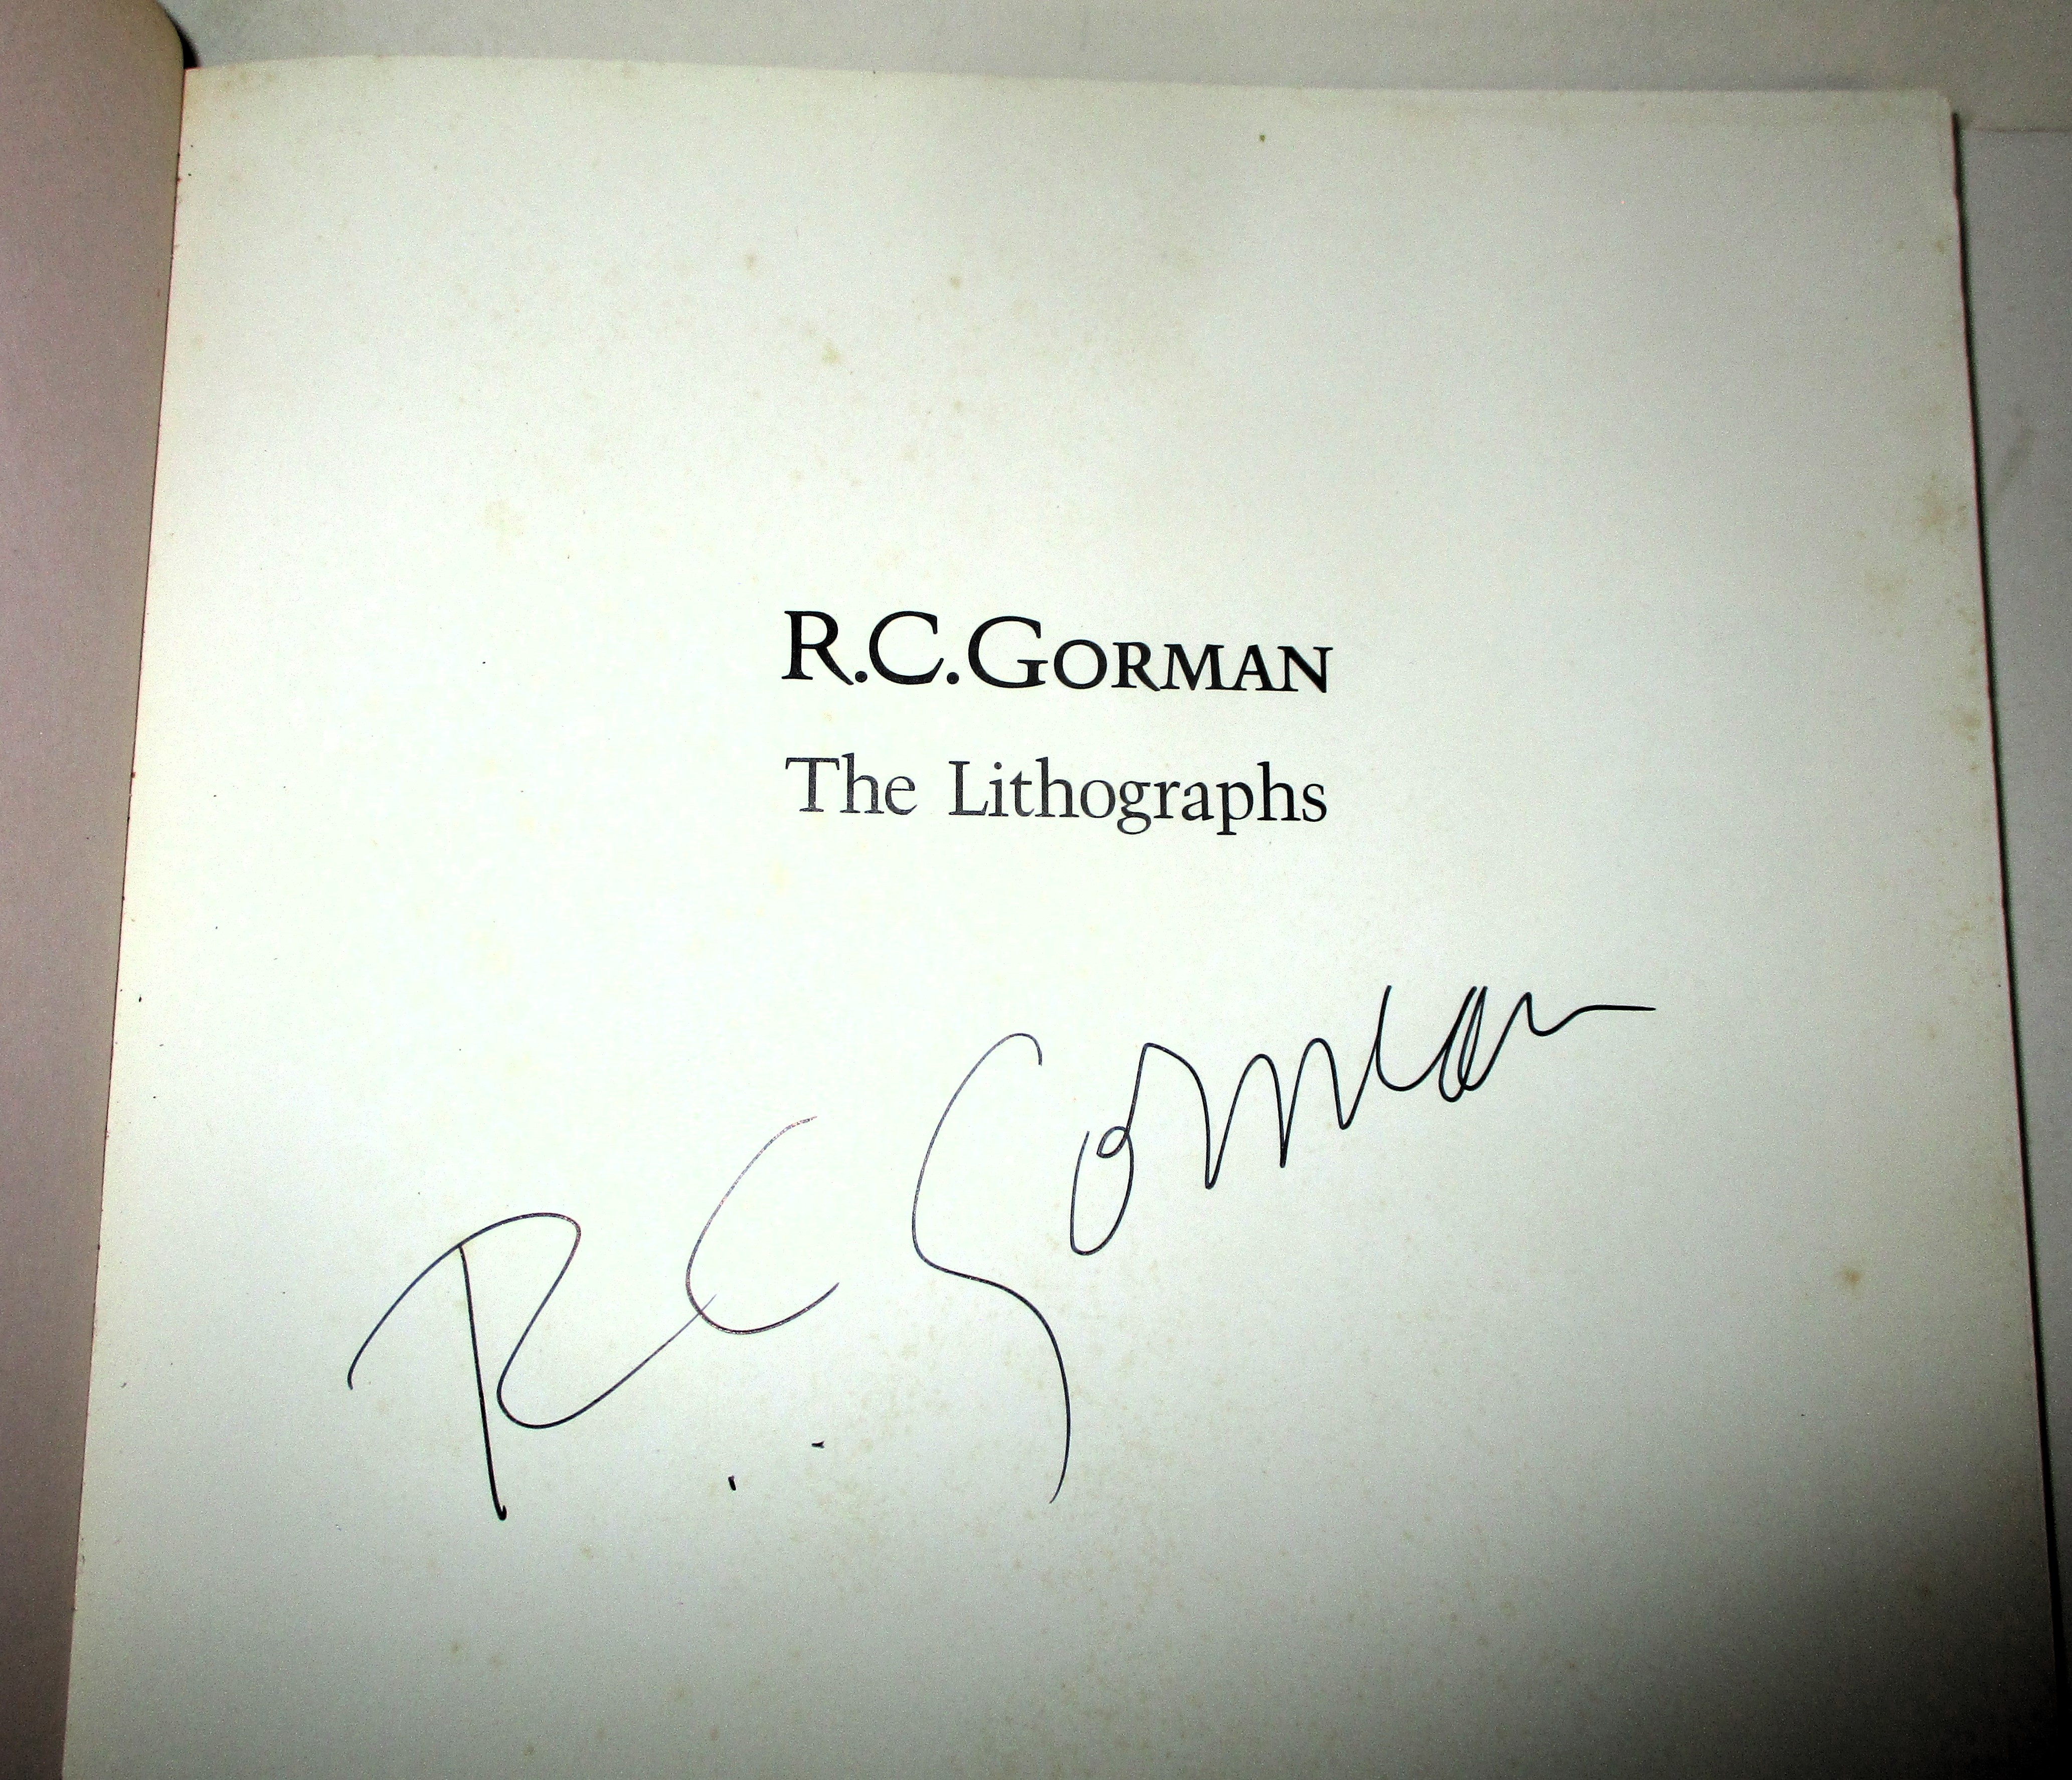 R.C.GORMAN
The Lithographs
R.C. Gorman